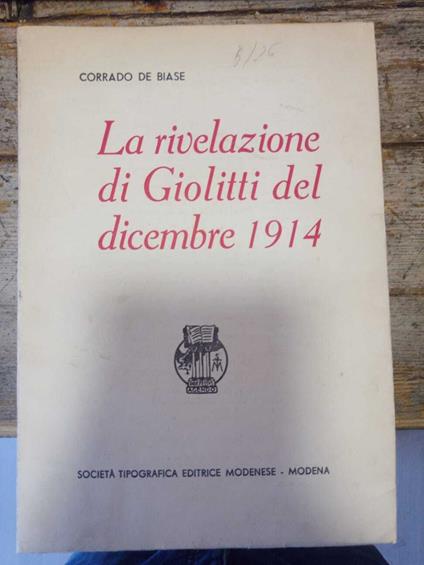 CORRADO DE BIASE
La rivelazione
di Giolitti del
dicembre 1914
SOCIETÀ TIPOGRAFICA EDITRICE MODENESE - MODENA